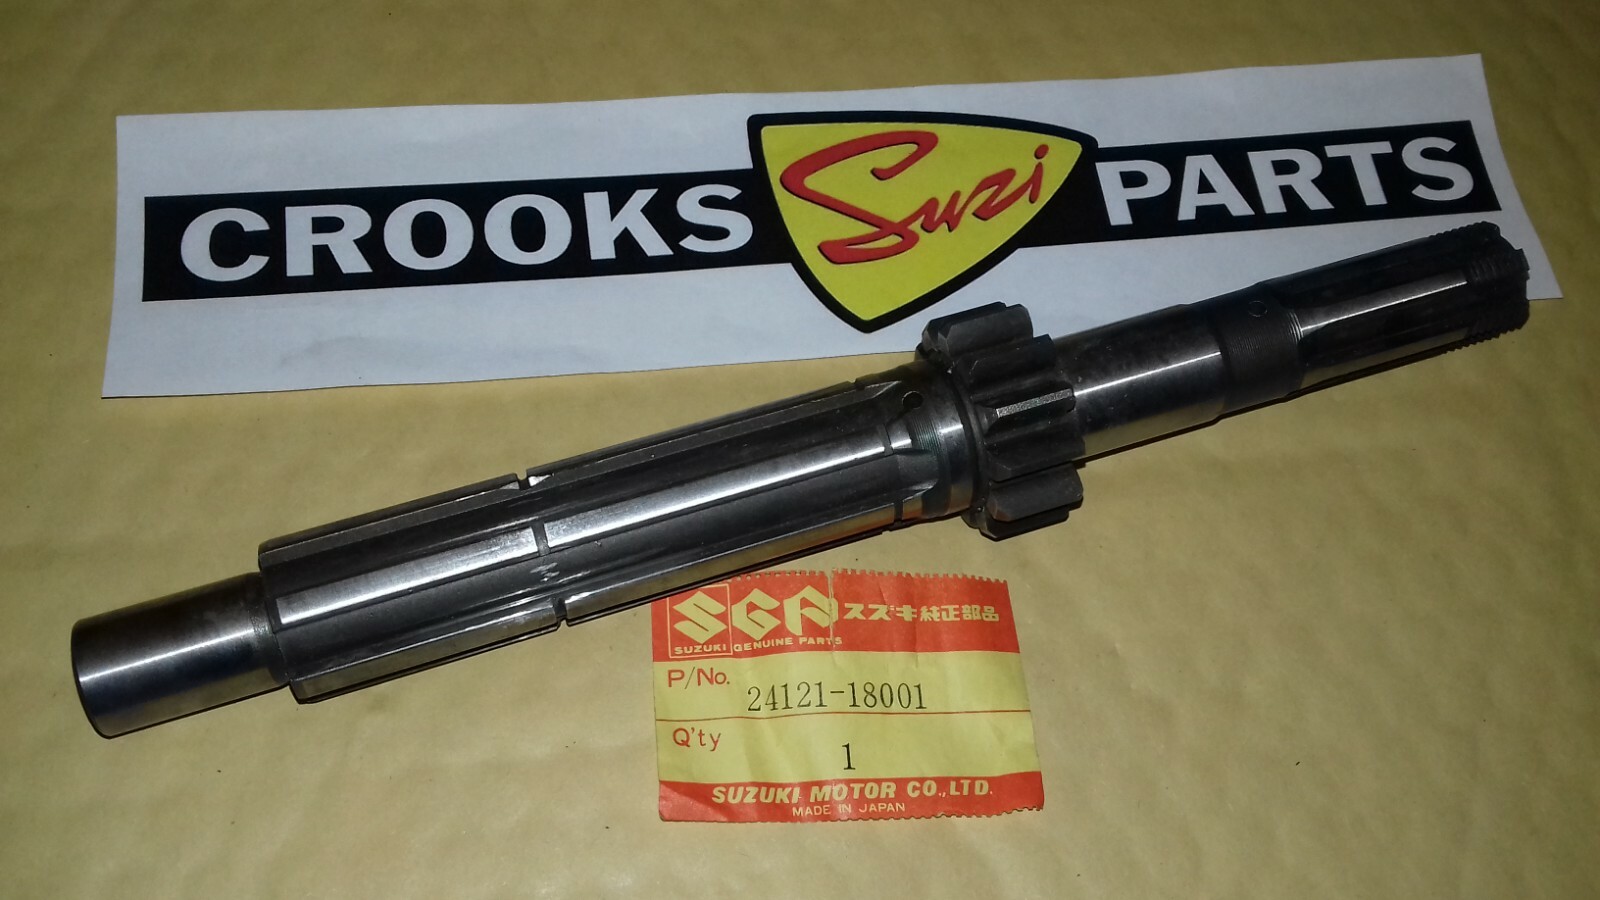 CROOKS Suzi PARTS
SGP スズキ純正部品
SUZUKI GENUINE PARTS
P/No. 24121-18001
Q'ty 1
SUZUKI MOTOR CO.,LTD.
MADE IN JAPAN